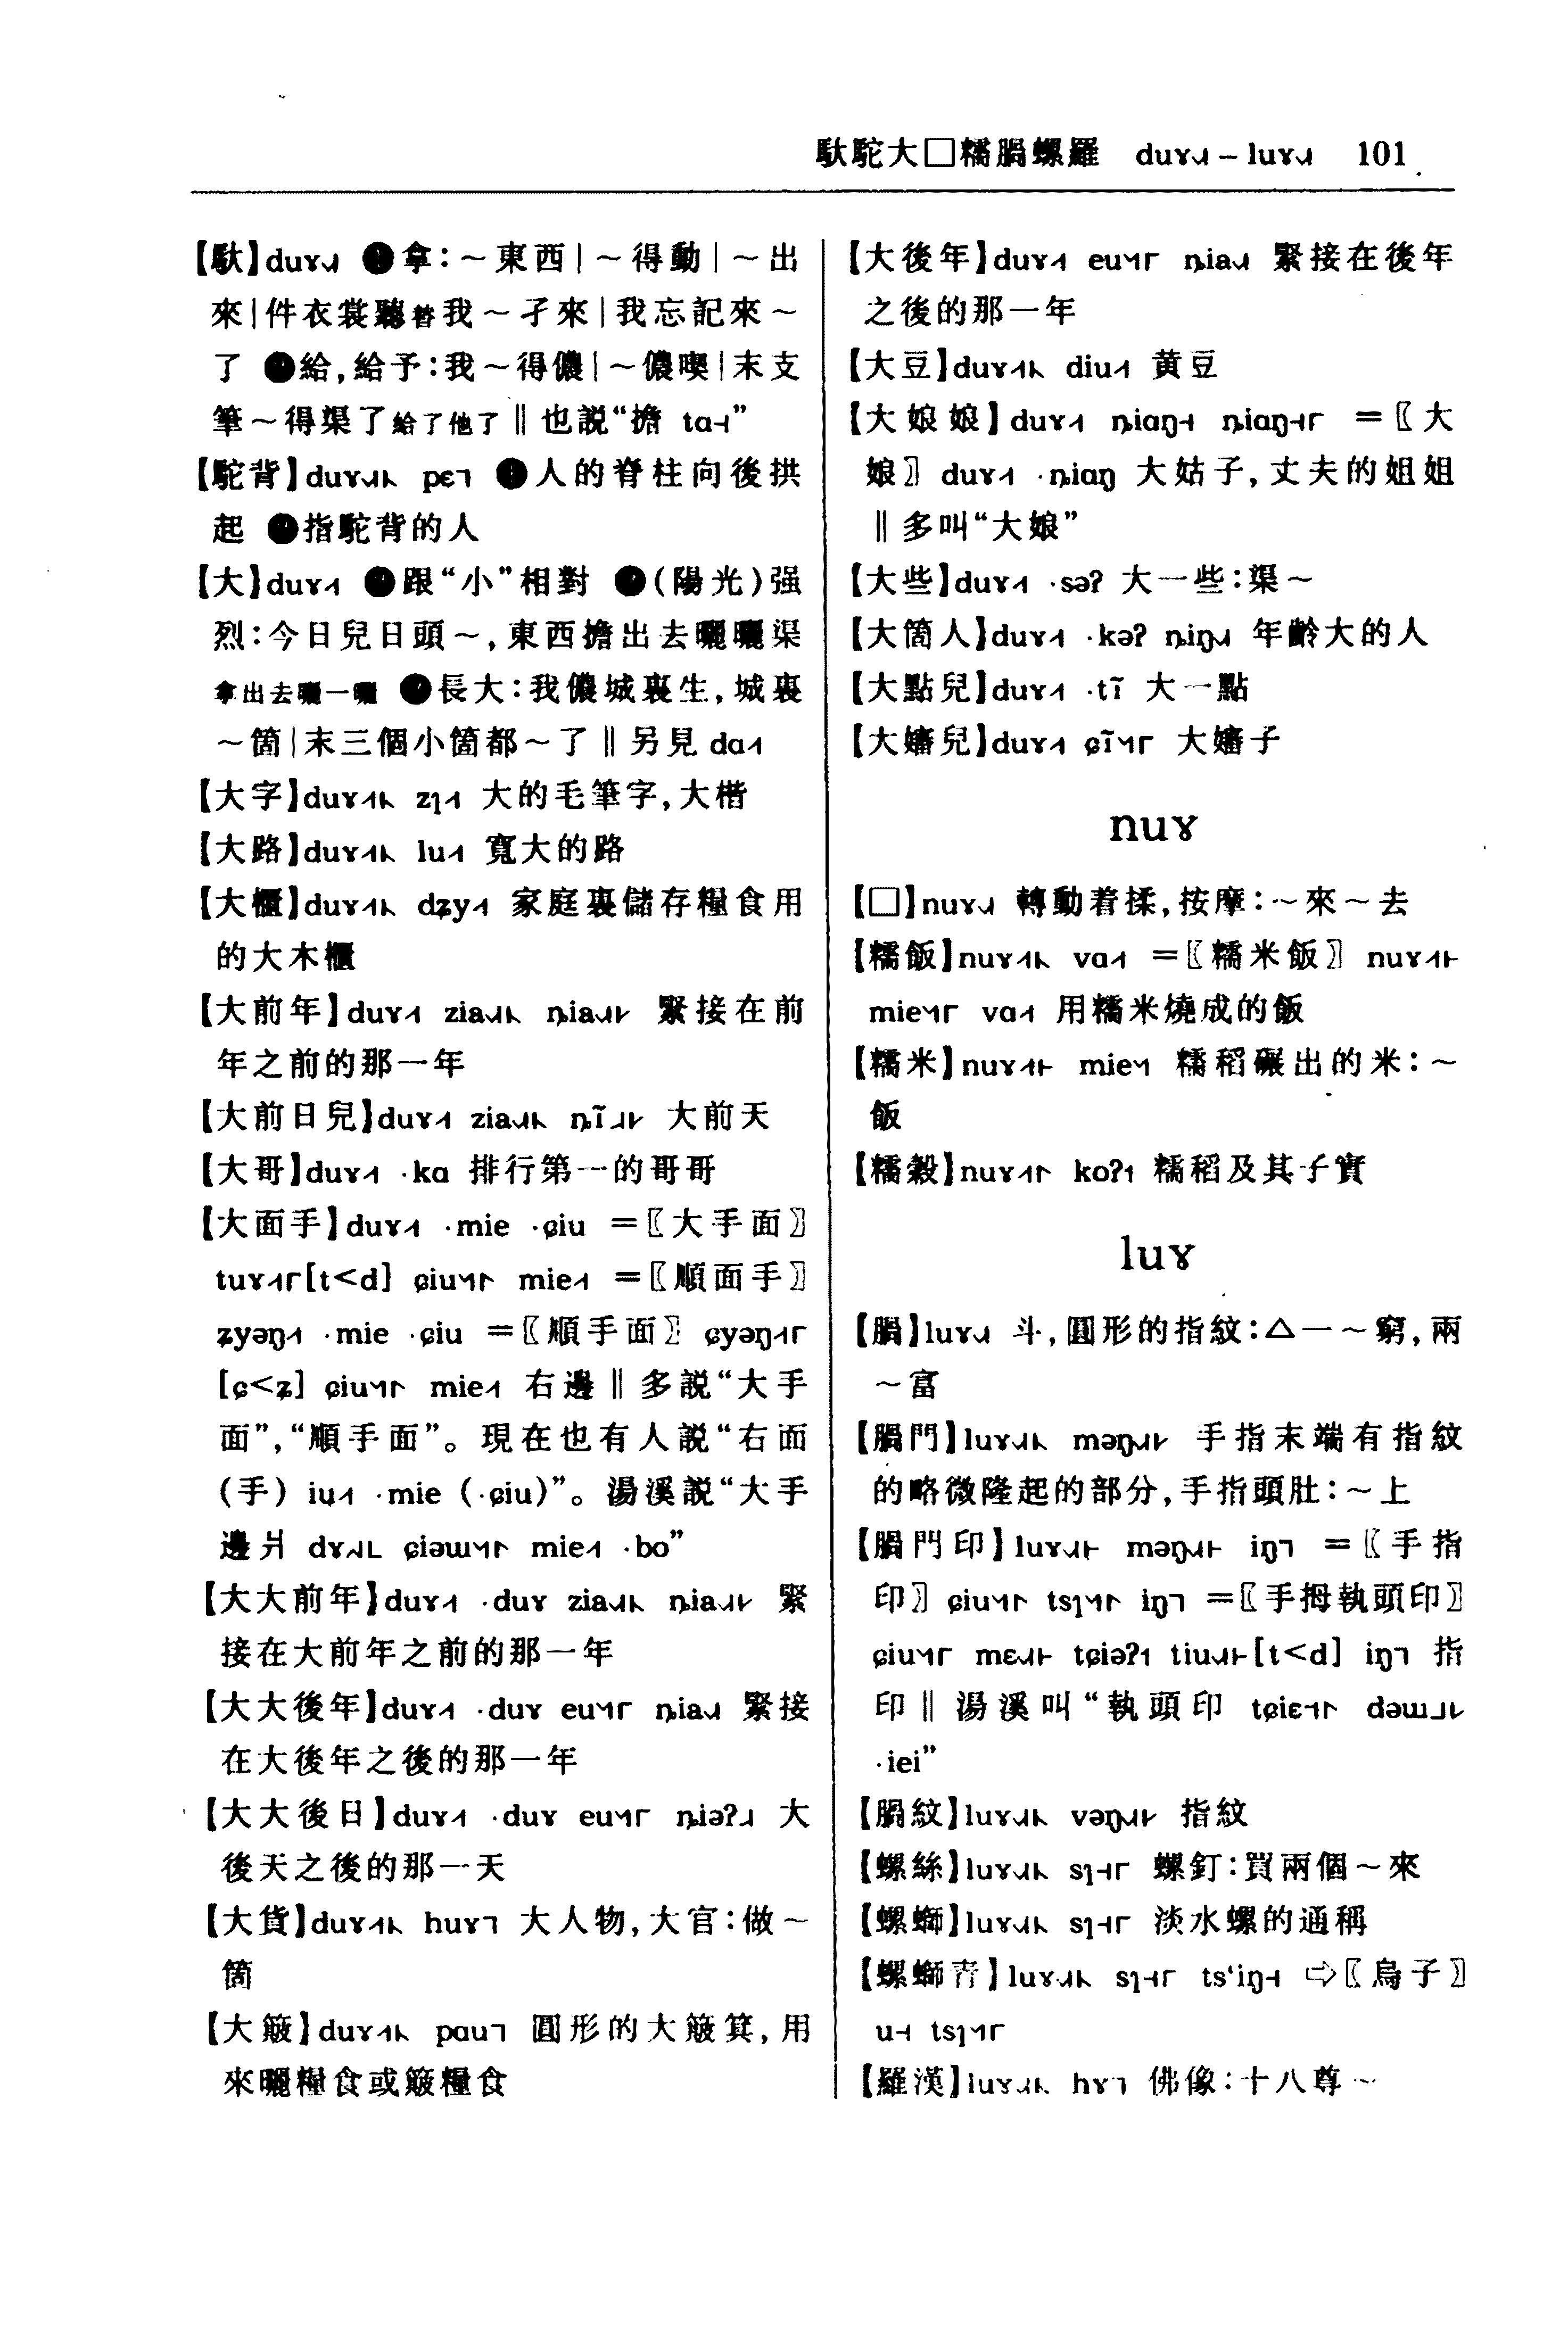 馱駝大□糯腡螺羅 duɤ˧˩˧ – luɤ˧˩˧ 101
【馱】duɤ˧˩˧ ❶拿：～東西|～得動|～出
來|件衣裳聽替我～孑來|我忘記來～
了 ❷給，給予：我～得儂|～儂喫|末支
筆～得渠了給了他了‖也説“擔 tɑ˧˧˦”
【駝背】duɤ˧˩˧꜔꜖ pɛ˥ ❶人的脊柱向後拱
起 ❷指駝背的人
【大】duɤ˩˦ ❶跟“小”相對 ❷(陽光)强
烈：今日兒日頭～，東西擔出去曬曬渠
拿出去曬一曬 ❸長大：我儂城裏生，城裏
～箇|末三個小箇都～了‖另見 dɑ˩˦
【大字】duɤ˩˦꜔꜖ zɿ˩˦ 大的毛筆字，大楷
【大路】duɤ˩˦꜔꜖ lu˩˦ 寬大的路
【大櫃】duɤ˩˦꜔꜖ dʑy˩˦ 家庭裏儲存糧食用
的大木櫃
【大前年】duɤ˩˦ zia˧˩˧꜔꜖ ȵia˧˩˧꜖꜓ 緊接在前
年之前的那一年
【大前日兒】duɤ˩˦ zia˧˩˧꜔꜖ ȵĩ˩˦꜖꜓ 大前天
【大哥】duɤ˩˦ ·kɑ 排行第一的哥哥
【大面手】duɤ˩˦ ·mie ·ɕiu ＝〖大手面〗
tuɤ˩˦꜒[t<d] ɕiu˥˧˥꜒꜔ mie˩˦ ＝〖順面手〗
ʑyəŋ˩˦ ·mie ·ɕiu ＝〖順手面〗 ɕyəŋ˩˦꜒
[ɕ<ʑ] ɕiu˥˧˥꜒꜔ mie˩˦ 右邊‖多説“大手
面”，“順手面”。現在也有人説“右面
(手) iu˩˦ ·mie (·ɕiu)”。湯溪説“大手
邊爿 dɤ˧˦˩꜖ ɕiəɯ˥˧˥꜒꜔ mie˩˦ ·bo”
【大大前年】duɤ˩˦ ·duɤ zia˧˩˧꜔꜖ ȵia˧˩˧꜖꜓ 緊
接在大前年之前的那一年
【大大後年】duɤ˩˦ ·duɤ eu˥˧˥꜒ ȵia˧˩˧ 緊接
在大後年之後的那一年
【大大後日】duɤ˩˦ ·duɤ eu˥˧˥꜒ ȵiəʔ˨˩˨ 大
後天之後的那一天
【大貨】duɤ˩˦꜔꜖ huɤ˥ 大人物，大官：做～
箇
【大簸】duɤ˩˦꜔꜖ pɑu˥ 圓形的大簸箕，用
來曬糧食或簸糧食
【大後年】duɤ˩˦ eu˥˧˥꜒ ȵia˧˩˧ 緊接在後年
之後的那一年
【大豆】duɤ˩˦꜔꜖ diu˩˦ 黄豆
【大娘娘】duɤ˩˦ ȵiɑŋ˧˧˦ ȵiɑŋ˧˧˦꜒ ＝〖大
娘〗 duɤ˩˦ ·ȵiɑŋ 大姑子，丈夫的姐姐
‖多叫“大娘”
【大些】duɤ˩˦ ·səʔ 大一些：渠～
【大箇人】duɤ˩˦ ·kəʔ ȵiŋ˧˩˧ 年齡大的人
【大點兒】duɤ˩˦ ·tĩ 大一點
【大嬸兒】duɤ˩˦ ɕĩ˥˧˥꜒ 大嬸子
nuɤ
【□】nuɤ˧˩˧ 轉動着揉，按摩：～來～去
【糯飯】nuɤ˩˦꜔꜖ vɑ˩˦ ＝〖糯米飯〗 nuɤ˩˦꜔
mie˥˧˥꜒ vɑ˩˦ 用糯米燒成的飯
【糯米】nuɤ˩˦꜔ mie˥˧˥ 糯稻碾出的米：～
飯
【糯穀】nuɤ˩˦꜒꜔ koʔ˦ 糯稻及其子實
luɤ
【腡】luɤ˧˩˧ 斗，圓形的指紋：△一～窮，兩
～富
【腡門】luɤ˧˩˧꜔꜖ məŋ˧˩˧꜖꜓ 手指末端有指紋
的略微隆起的部分，手指頭肚：～上
【腡門印】luɤ˧˩˧꜔ məŋ˧˩˧꜔ iŋ˥ ＝〖手指
印〗 ɕiu˥˧˥꜒꜔ tsɿ˥˧˥꜒꜔ iŋ˥ ＝〖手拇執頭印〗
ɕiu˥˧˥꜒ mɛ˧˩˧꜔ tɕiəʔ˦ tiu˧˩˧꜔[t<d] iŋ˥ 指
印‖湯溪叫“執頭印 tɕiɛ˥꜒꜔ dəɯ˩꜖꜓
·iei”
【腡紋】luɤ˧˩˧꜔꜖ vəŋ˧˩˧꜖꜓ 指紋
【螺絲】luɤ˧˩˧꜔꜖ sɿ˧˧˦꜒ 螺釘：買兩個～來
【螺螄】luɤ˧˩˧꜔꜖ sɿ˧˧˦꜒ 淡水螺的通稱
【螺螄青】luɤ˧˩˧꜔꜖ sɿ˧˧˦꜒ tsʻiŋ˧˧˦ ⇨〖烏子〗
u˧˧˦ tsɿ˥˧˥꜒
【羅漢】luɤ˧˩˧꜔꜖ hɤ˥ 佛像：十八尊～